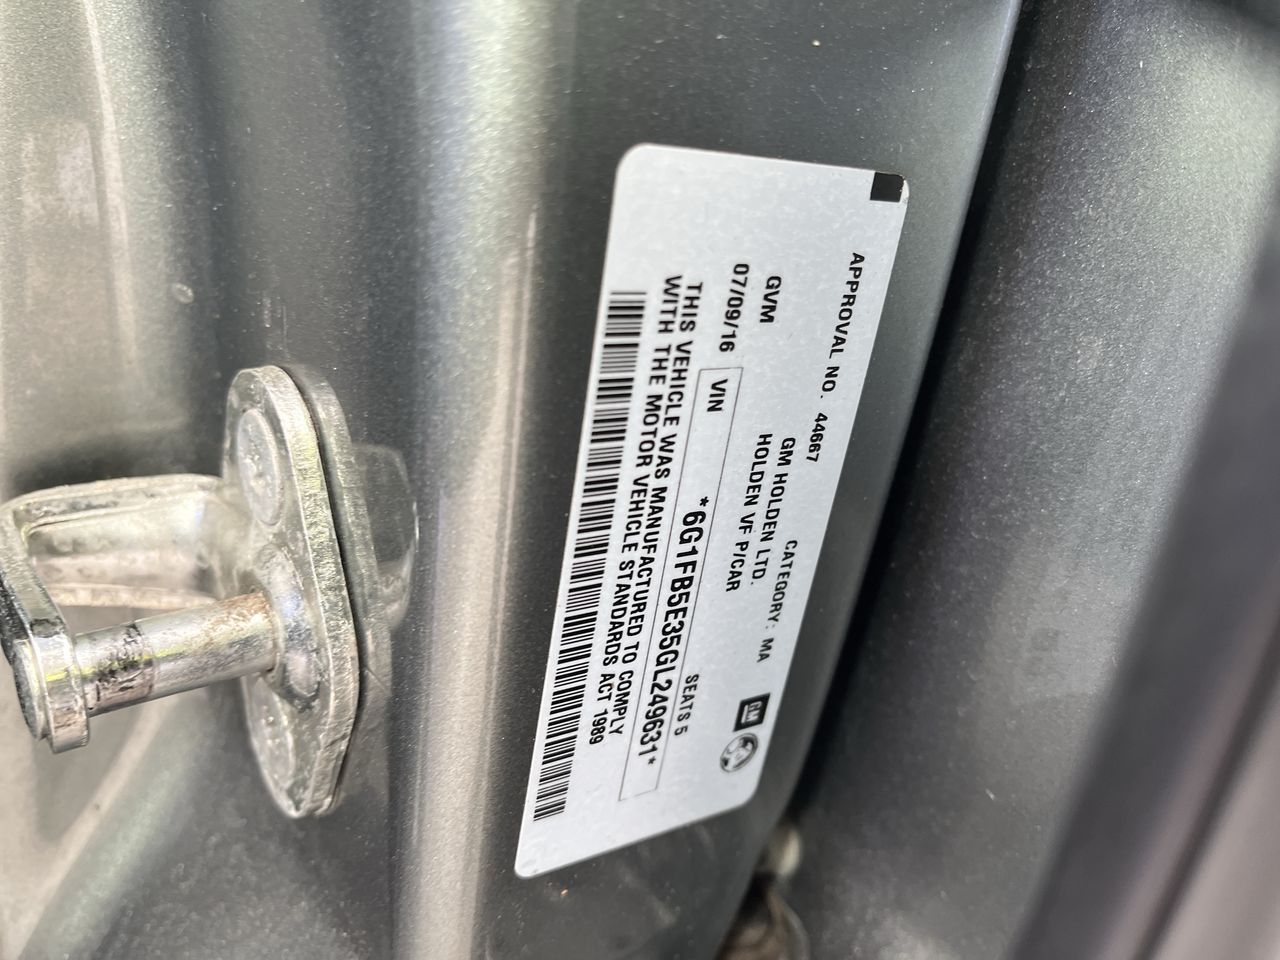 APPROVAL NO. 44667
CATEGORY: MA
GM HOLDEN LTD.
GM
GVM
HOLDEN VF P/CAR
07/09/16
SEATS 5
VIN *6G1FB5E35GL249631*
THIS VEHICLE WAS MANUFACTURED TO COMPLY
WITH THE MOTOR VEHICLE STANDARDS ACT 1989